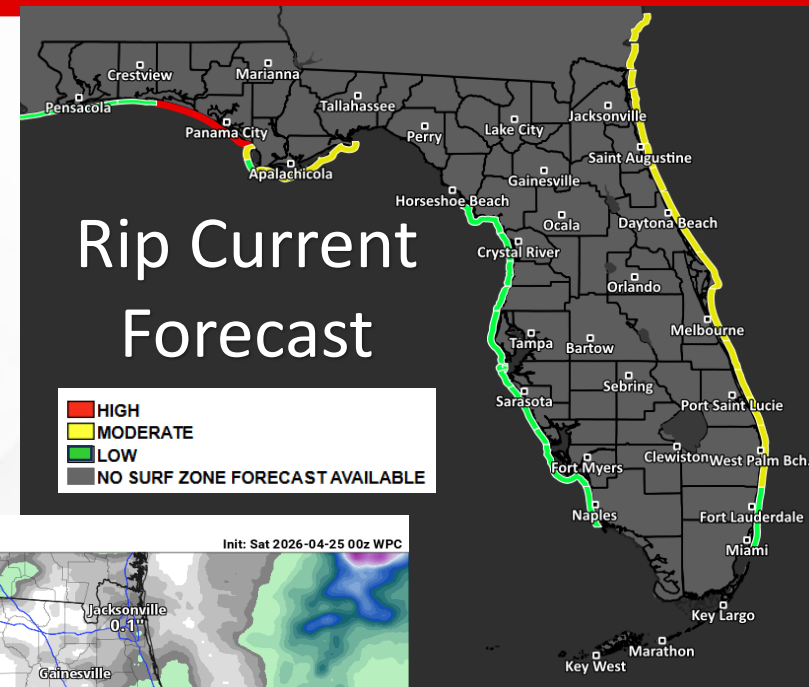 Crestview
Marianna
Pensacola
Tallahassee
Jacksonville
Panama City
Perry
Lake City
Saint Augustine
Apalachicola
Gainesville
Horseshoe Beach
Ocala
Daytona Beach
Crystal River
Orlando
Rip Current
Forecast
Melbourne
Tampa
Bartow
Sebring
Sarasota
Port Saint Lucie
HIGH
MODERATE
LOW
NO SURF ZONE FORECAST AVAILABLE
Clewiston
West Palm Bch.
Fort Myers
Naples
Fort Lauderdale
Miami
Key Largo
Marathon
Key West
Init: Sat 2026-04-25 00z WPC
Jacksonville
0.1"
Gainesville